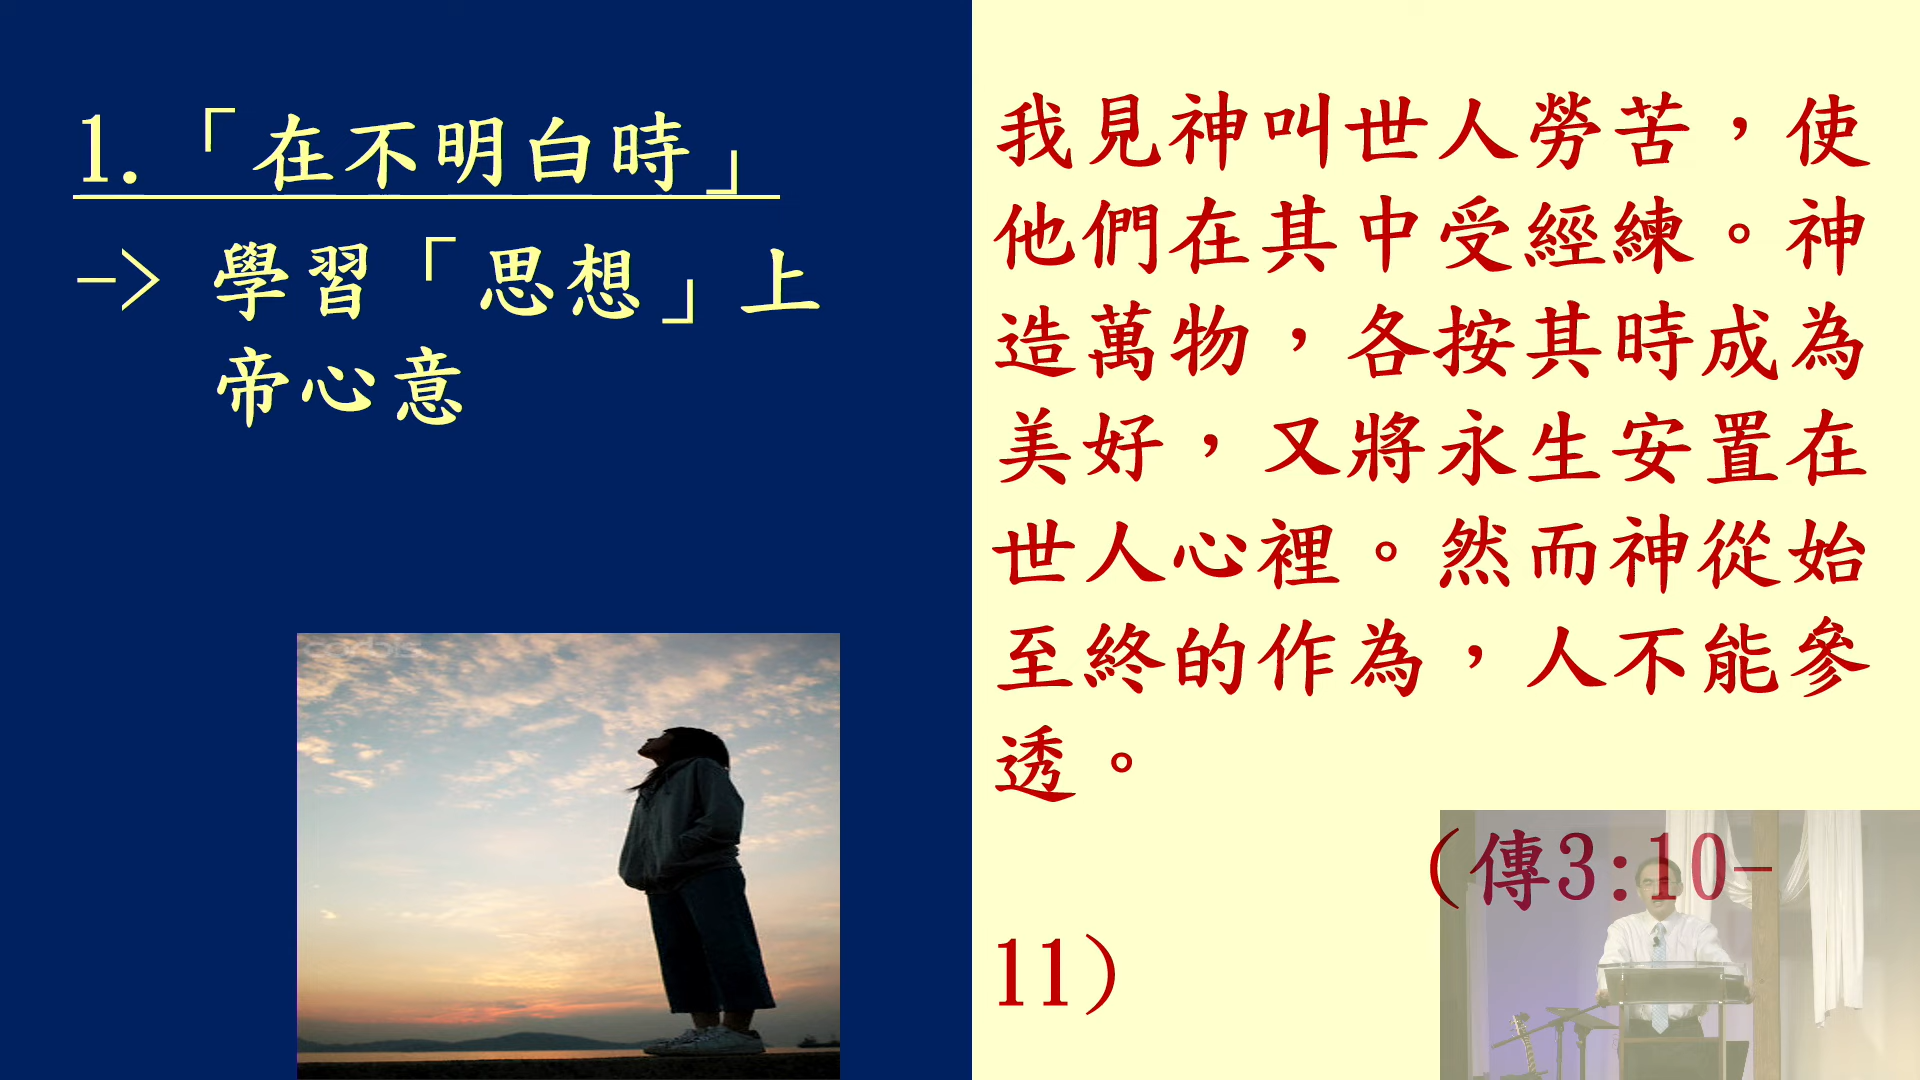 1.「在不明白時」
-> 學習「思想」上
帝心意
corbis
我見神叫世人勞苦，使
他們在其中受經練。神
造萬物，各按其時成為
美好，又將永生安置在
世人心裡。然而神從始
至終的作為，人不能參
透。
(傳3:10-
11)